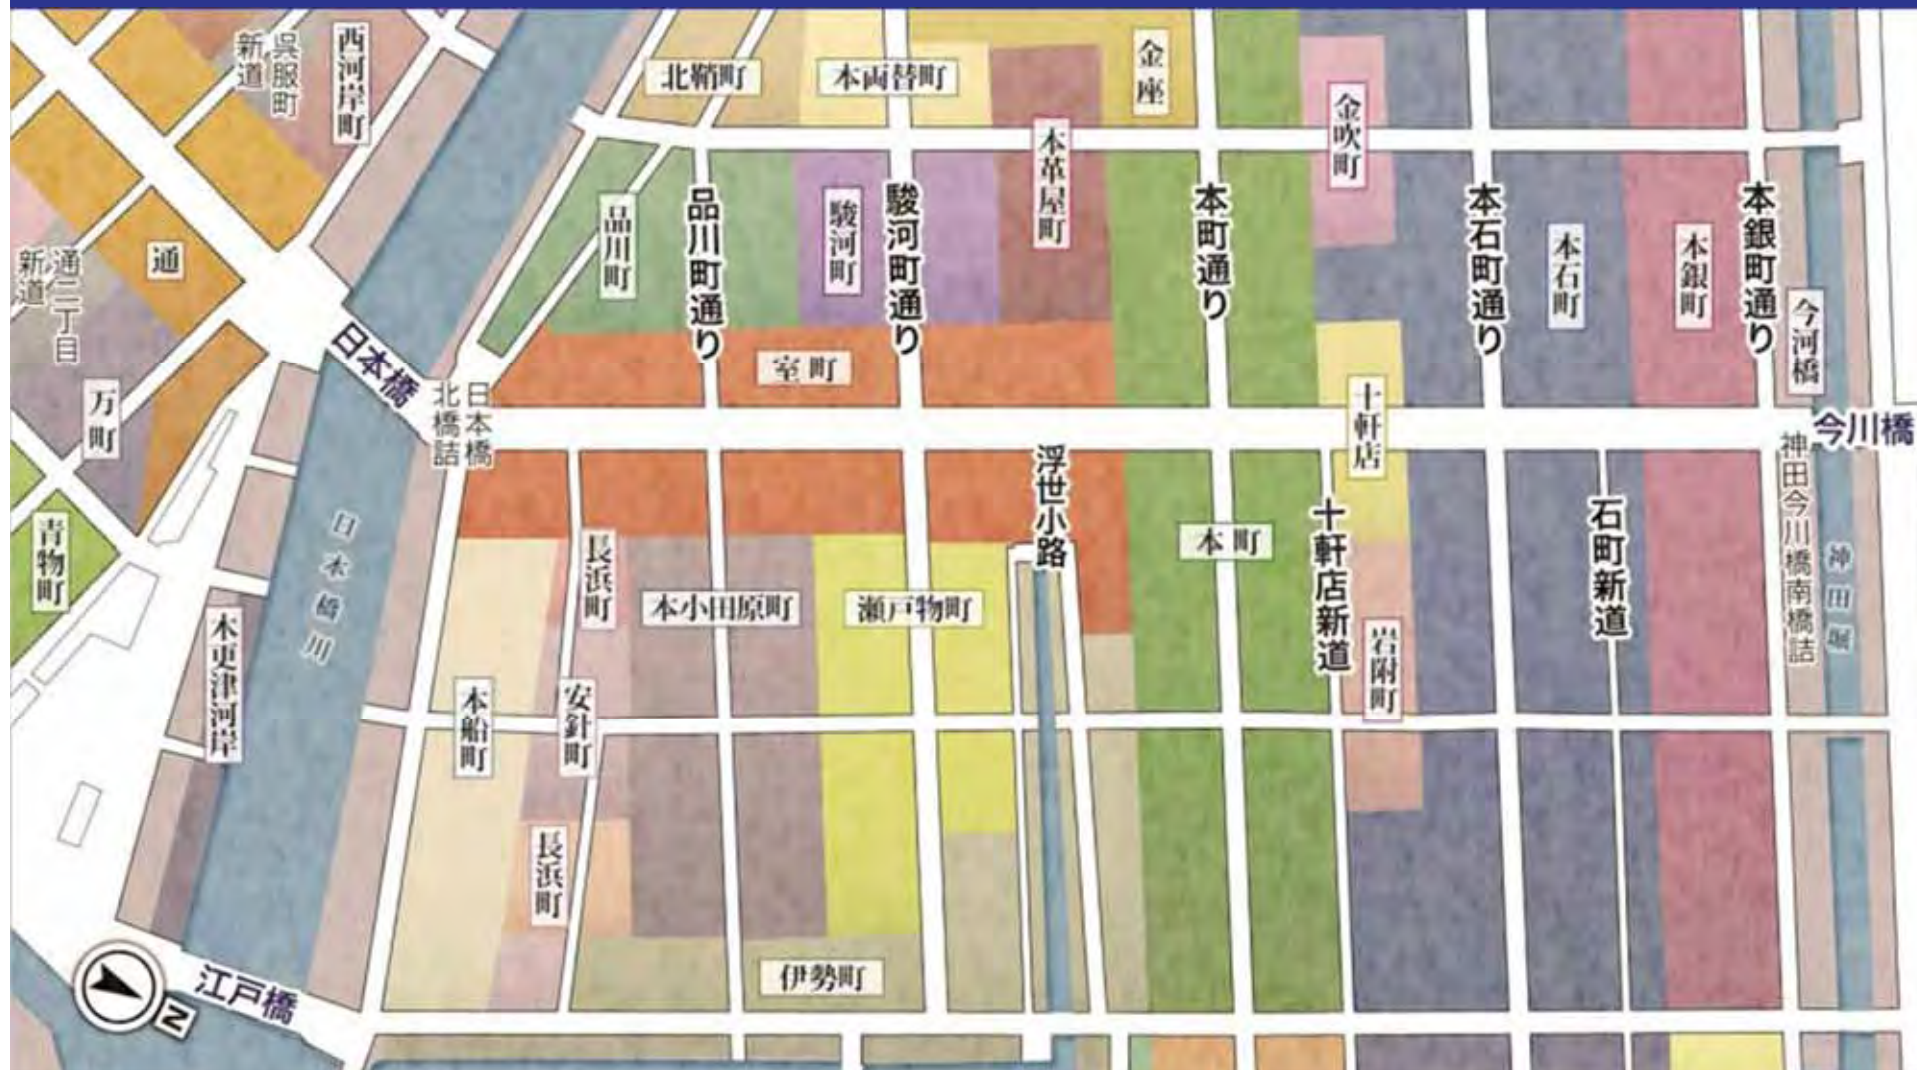 呉服町
新道
西河岸町
北鞘町
本両替町
金座
金吹町
本革屋町
品川町
品川町通り
駿河町
駿河町通り
本町通り
本石町通り
本石町
本銀町
本銀町通り
今河橋
通
通二丁目
新道
日本橋
日本橋
北橋詰
室町
十軒店
今川橋
神田今川橋南橋詰
万町
青物町
日本橋川
木更津河岸
浮世小路
長浜町
本小田原町
瀬戸物町
本町
十軒店新道
石町新道
岩附町
本船町
安針町
長浜町
伊勢町
江戸橋
N